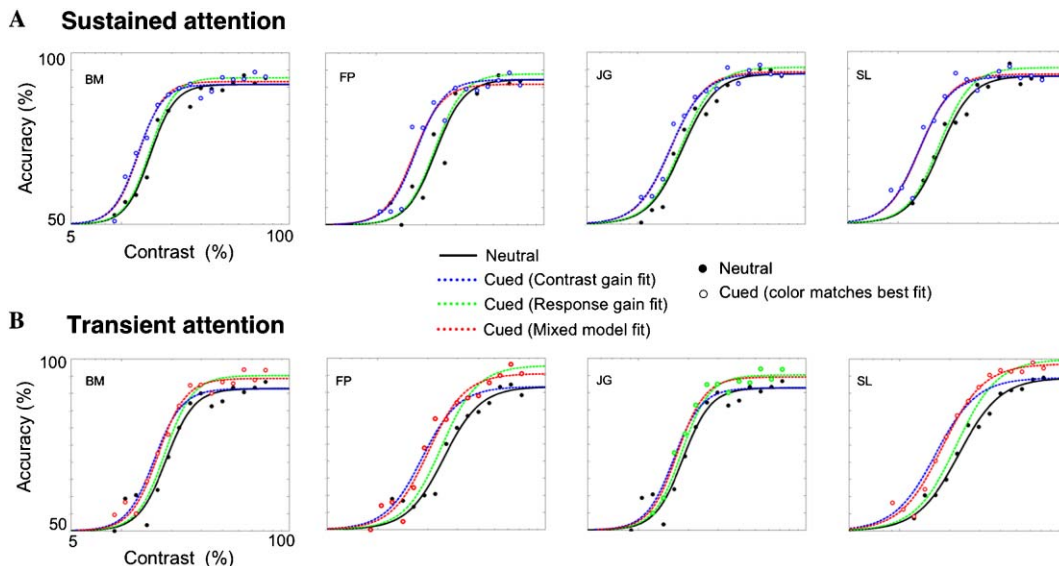 A Sustained attention
100
BM
FP
JG
SL
Accuracy (%)
50
5
100
Contrast (%)
Neutral
Cued (Contrast gain fit)
Cued (Response gain fit)
Cued (Mixed model fit)
Neutral
Cued (color matches best fit)
B Transient attention
100
BM
FP
JG
SL
Accuracy (%)
50
5
100
Contrast (%)